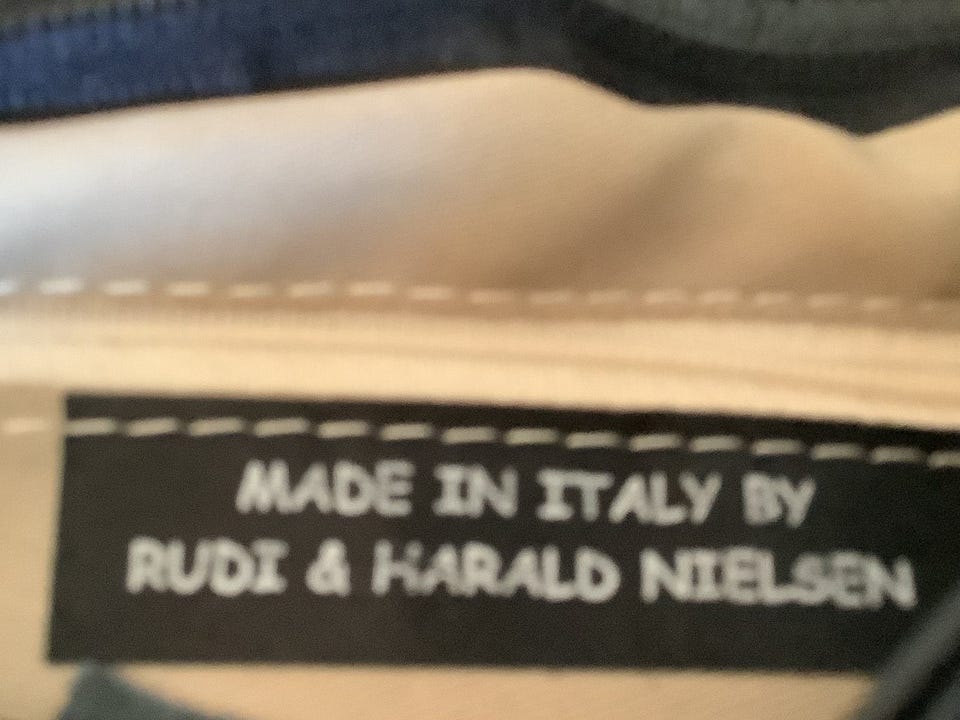 MADE IN ITALY BY
RUDI & HARALD NIELSEN